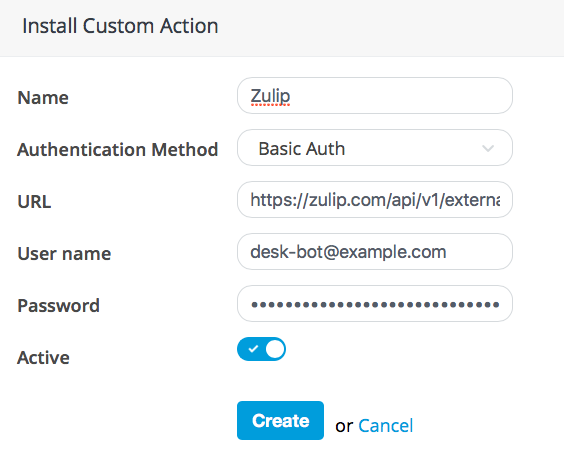 Install Custom Action
Name Zulip
Authentication Method Basic Auth
URL https://zulip.com/api/v1/externa
User name desk-bot@example.com
Password ••••••••••••••••••••••••••••••
Active
Create or Cancel